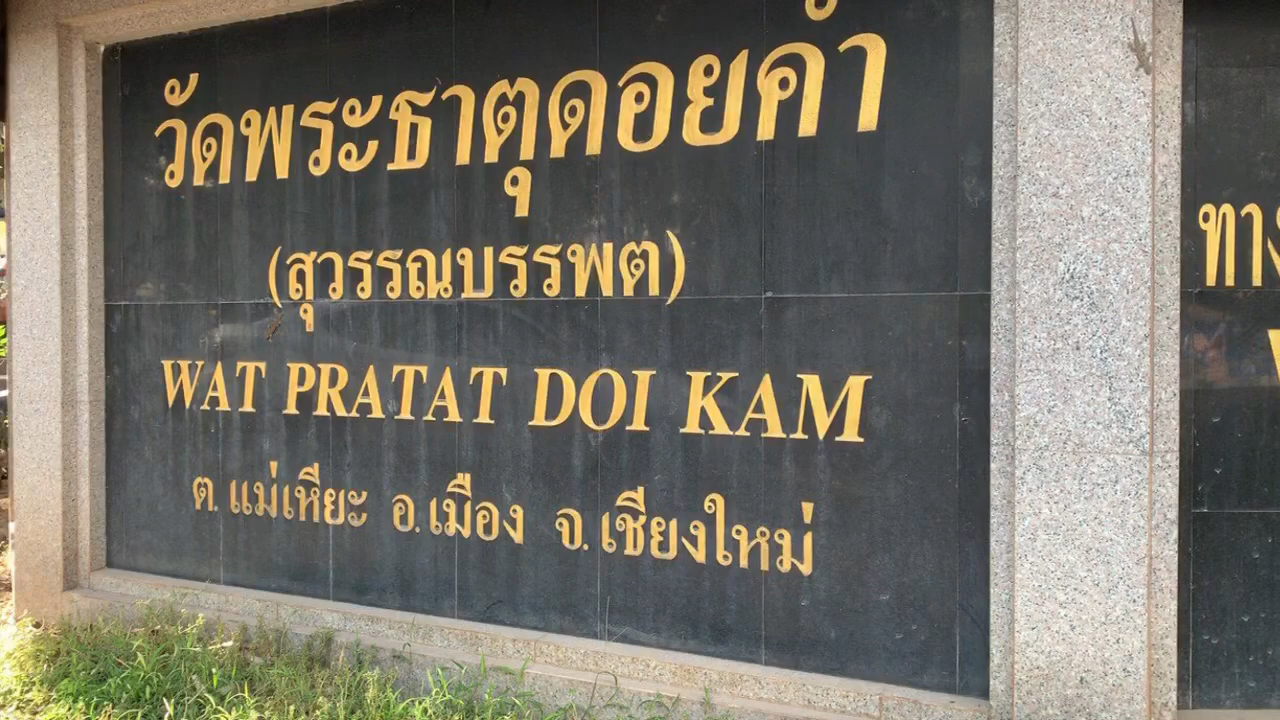 วัดพระธาตุดอยคำ
(สุวรรณบรรพต)
WAT PRATAT DOI KAM
ต. แม่เหียะ อ. เมือง จ. เชียงใหม่